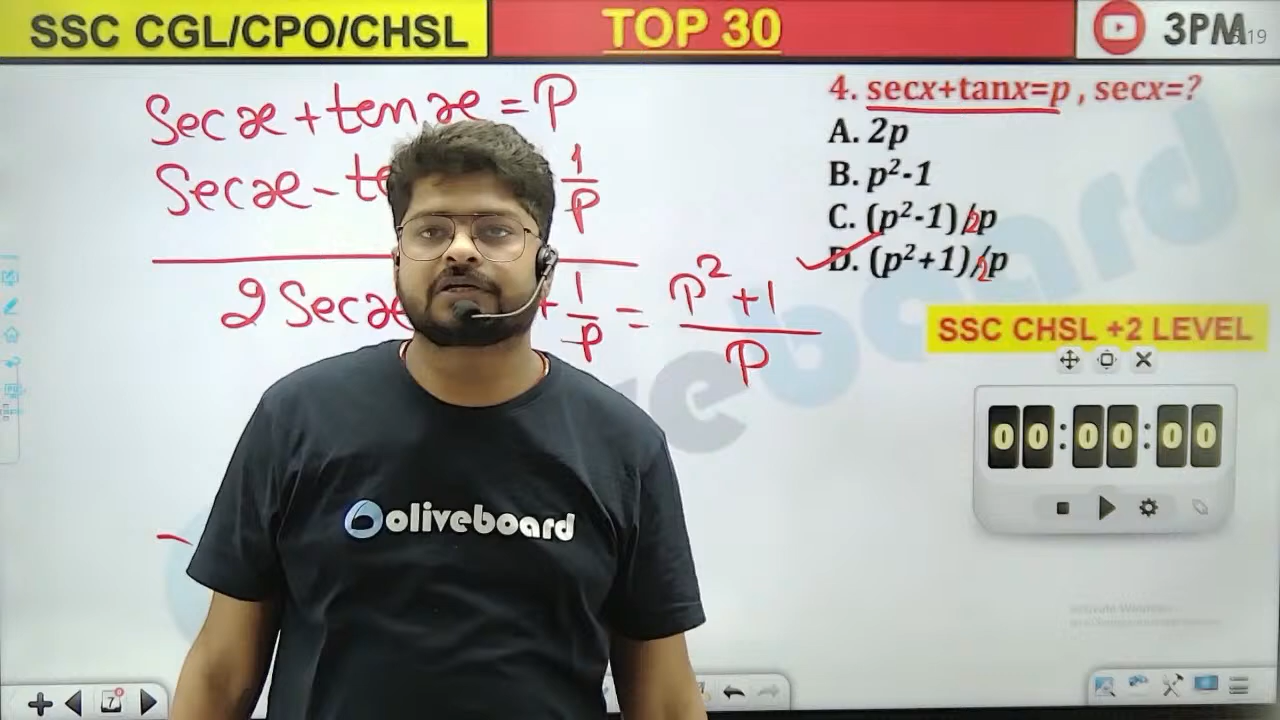 SSC CGL/CPO/CHSL
TOP 30
3PM
Secx + tanx = P
Secx - 1/P
2 Secx + 1/P = P²+1/P
4. secx+tanx=p , secx=?
A. 2p
B. p²-1
C. (p²-1)/2p
D. (p²+1)/2p
SSC CHSL +2 LEVEL
00:00:00
oliveboard
7